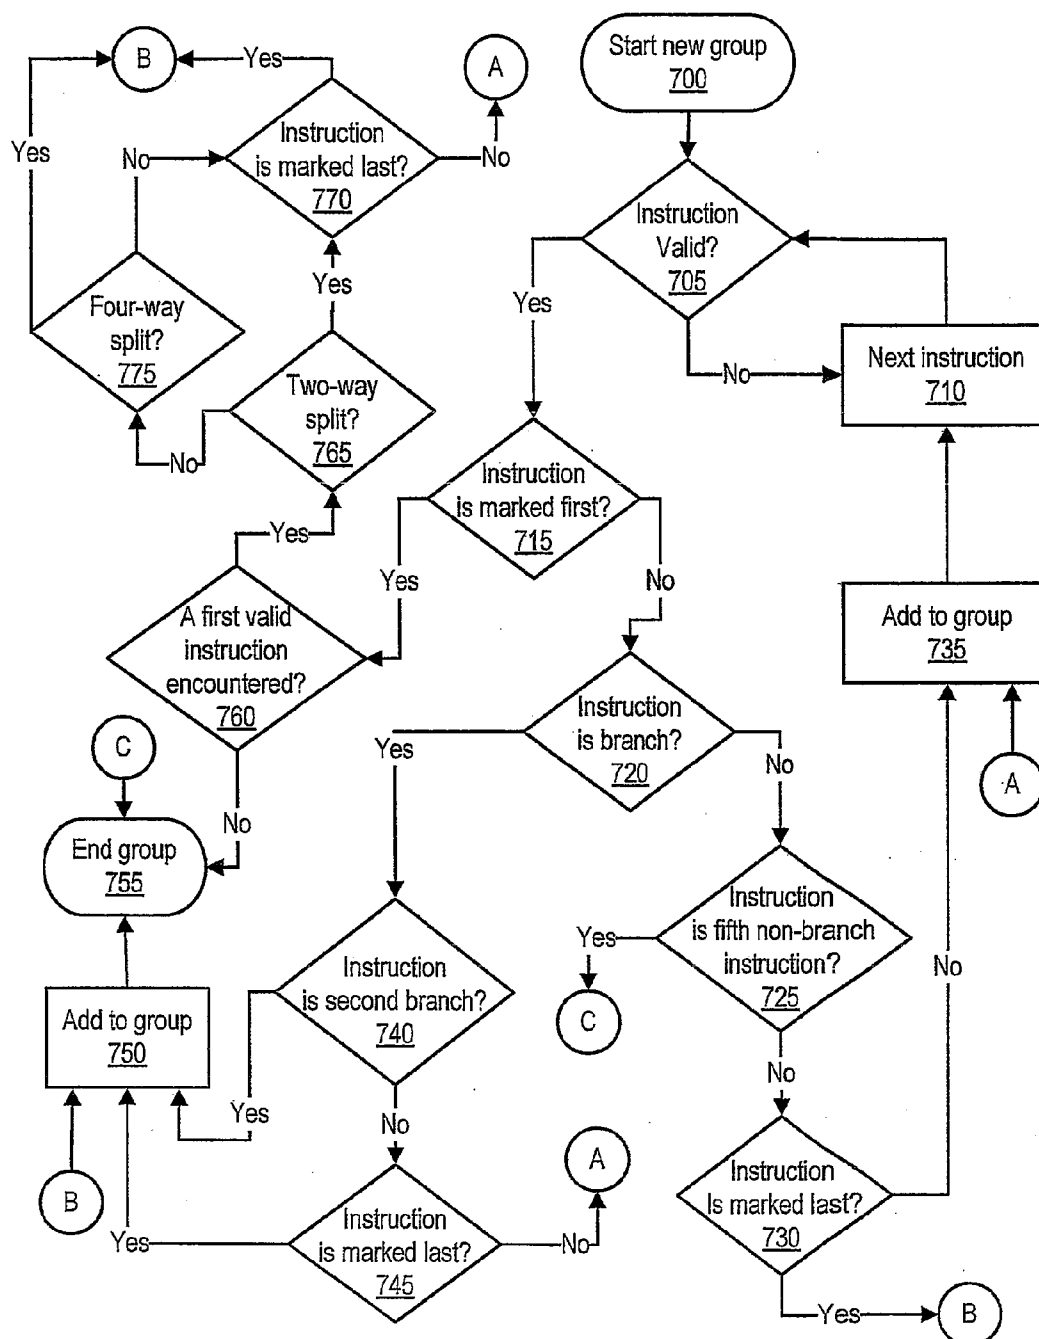 Start new group
700
B
Yes
A
Instruction
is marked last?
770
No
No
Yes
Instruction
Valid?
705
Yes
Yes
No
Next instruction
710
Four-way
split?
775
Two-way
split?
765
No
Yes
Instruction
is marked first?
715
Yes
No
A first valid
instruction
encountered?
760
Add to group
735
Instruction
is branch?
720
Yes
No
A
C
No
End group
755
Instruction
is fifth non-branch
instruction?
725
Yes
C
No
No
Instruction
is second branch?
740
Add to group
750
Yes
No
B
Instruction
is marked last?
745
Yes
No
A
Instruction
Is marked last?
730
Yes
B